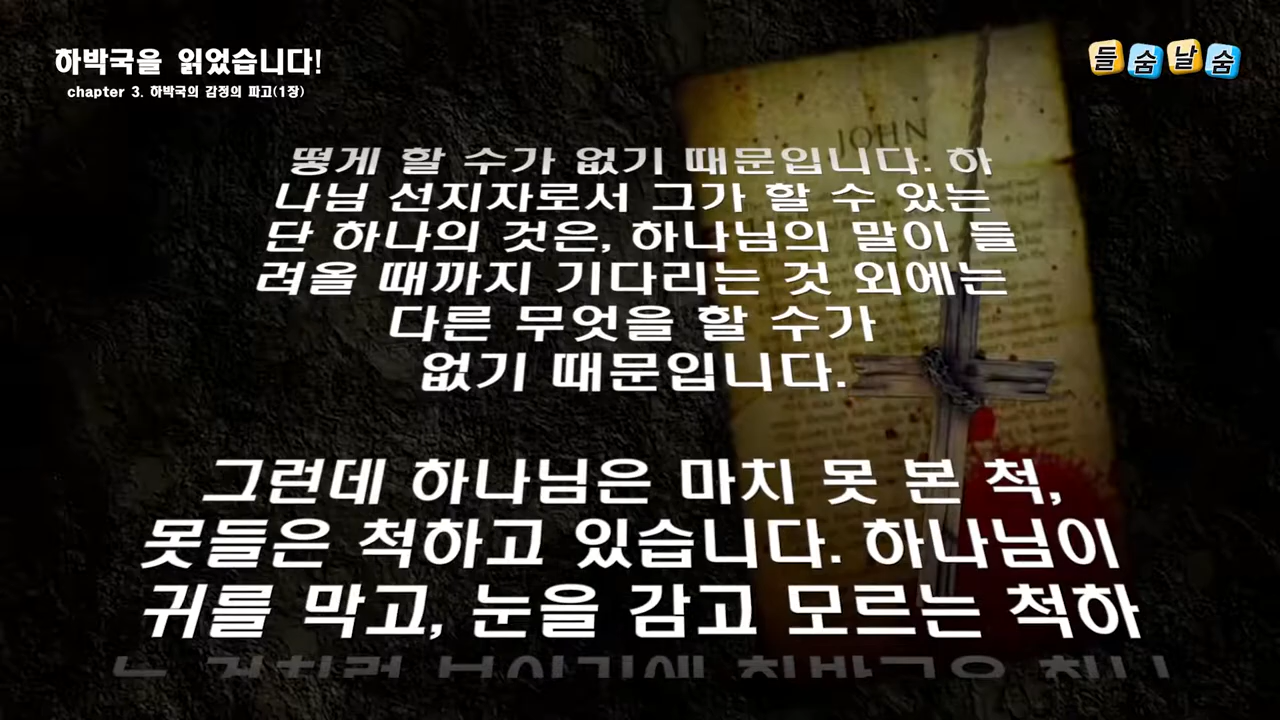 하박국을 읽었습니다!
chapter 3. 하박국의 감정의 파고(1장)
들숨날숨
JOHN
떻게 할 수가 없기 때문입니다. 하
나님 선지자로서 그가 할 수 있는
단 하나의 것은, 하나님의 말이 들
려올 때까지 기다리는 것 외에는
다른 무엇을 할 수가
없기 때문입니다.
그런데 하나님은 마치 못 본 척,
못들은 척하고 있습니다. 하나님이
귀를 막고, 눈을 감고 모르는 척하